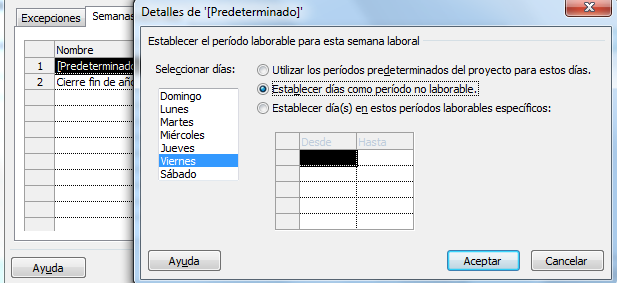 Detalles de '[Predeterminado]'
Excepciones
Semanas
Nombre
1 [Predeterminado
2 Cierre fin de año
Ayuda
Establecer el período laborable para esta semana laboral
Seleccionar días:
Domingo
Lunes
Martes
Miércoles
Jueves
Viernes
Sábado
Utilizar los períodos predeterminados del proyecto para estos días.
Establecer días como período no laborable.
Establecer día(s) en estos períodos laborables específicos:
Desde Hasta
Ayuda
Aceptar
Cancelar